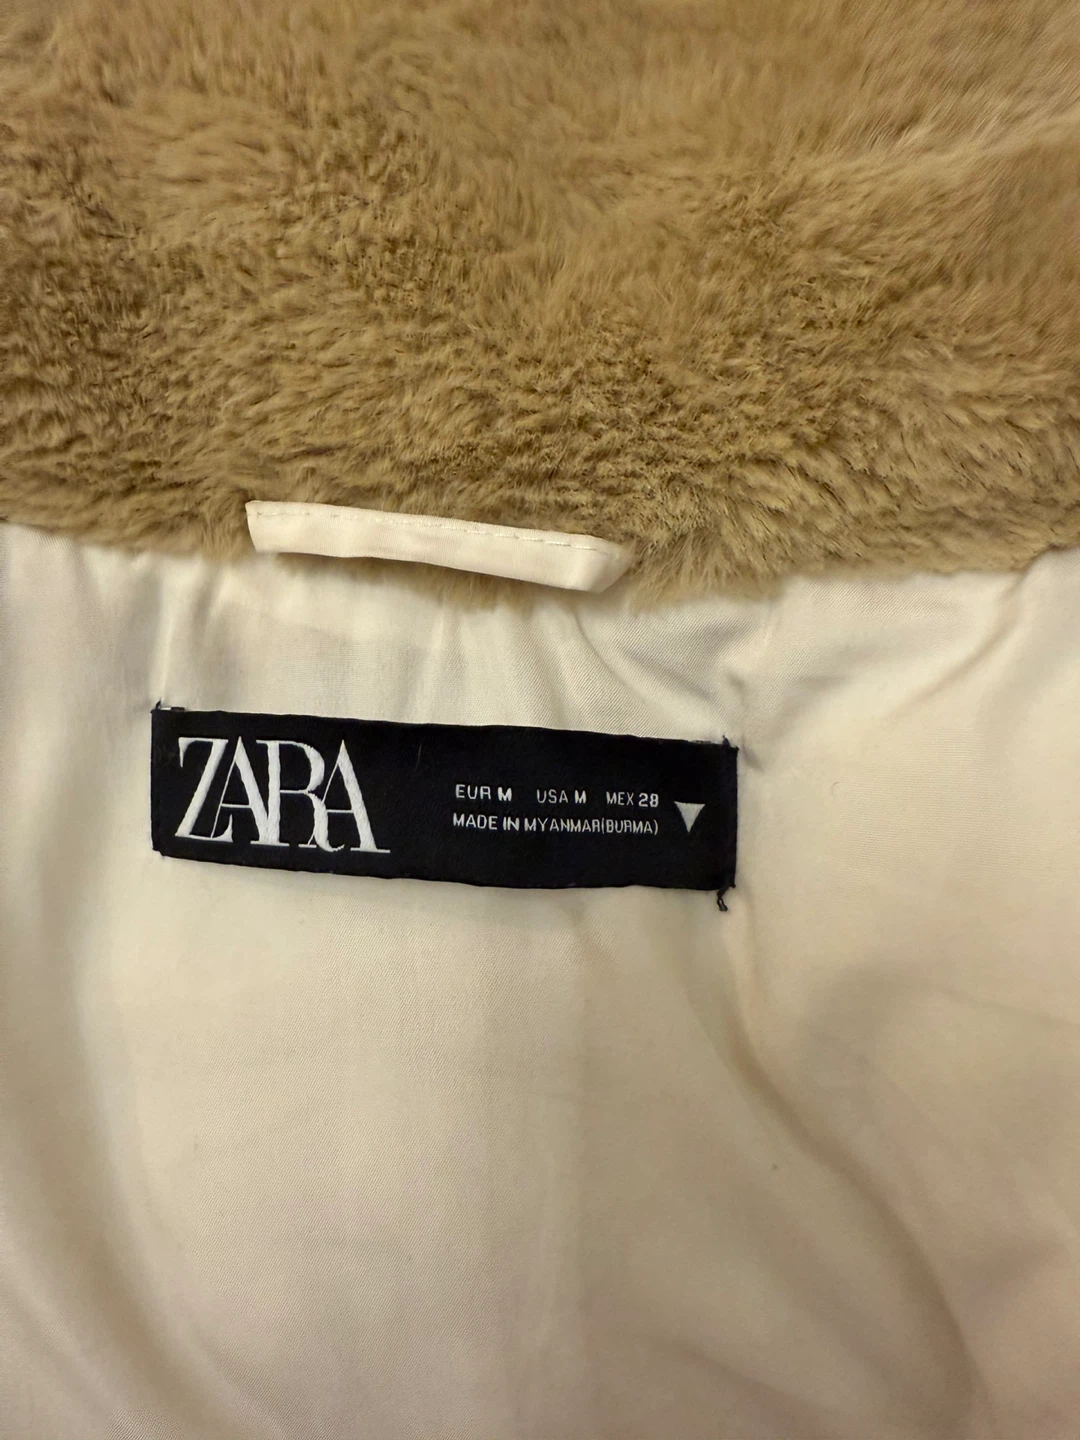 ZARA
EUR M USA M MEX 28
MADE IN MYANMAR(BURMA)